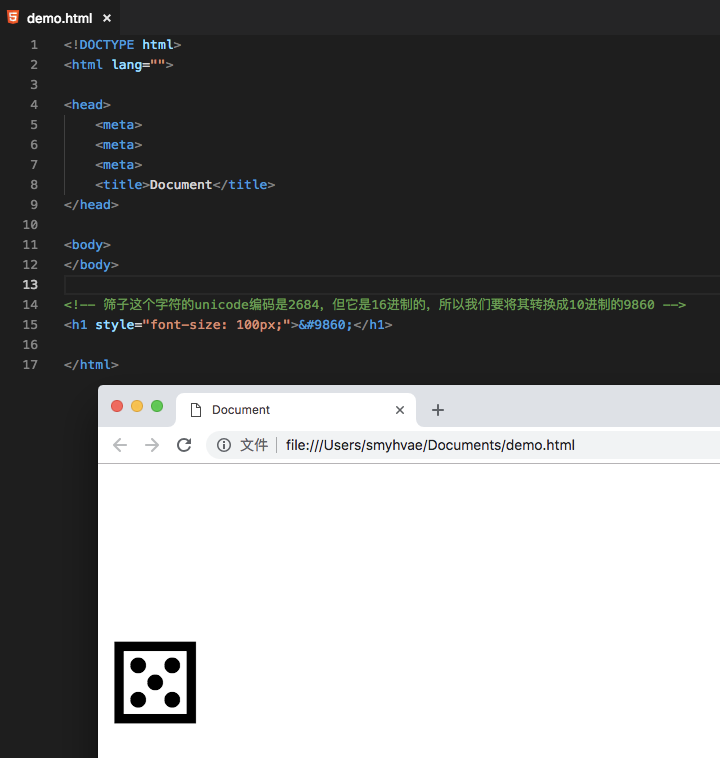 demo.html ×
1 <!DOCTYPE html>
2 <html lang="">
3
4 <head>
5     <meta>
6     <meta>
7     <meta>
8     <title>Document</title>
9 </head>
10
11 <body>
12 </body>
13
14 <!-- 筛子这个字符的unicode编码是2684，但它是16进制的，所以我们要将其转换成10进制的9860 -->
15 <h1 style="font-size: 100px;">&#9860;</h1>
16
17 </html>
Document
文件 | file:///Users/smyhvae/Documents/demo.html
⚄